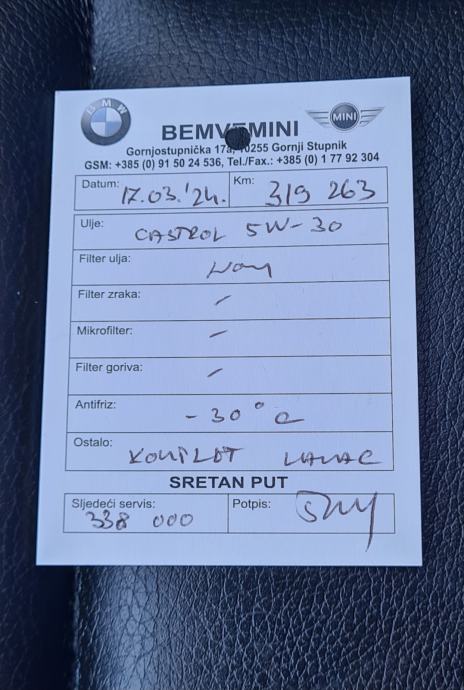 BMW
MINI
BEMVEMINI
Gornjostupnička 17a, 10255 Gornji Stupnik
GSM: +385 (0) 91 50 24 536, Tel./Fax.: +385 (0) 1 77 92 304
Datum: 17.03.'24. Km: 319 263
Ulje: CASTROL 5W-30
Filter ulja: Novi
Filter zraka: –
Mikrofilter: –
Filter goriva: –
Antifriz: -30°C
Ostalo: KOMPLET LANAC
SRETAN PUT
Sljedeći servis: Potpis:
338 000